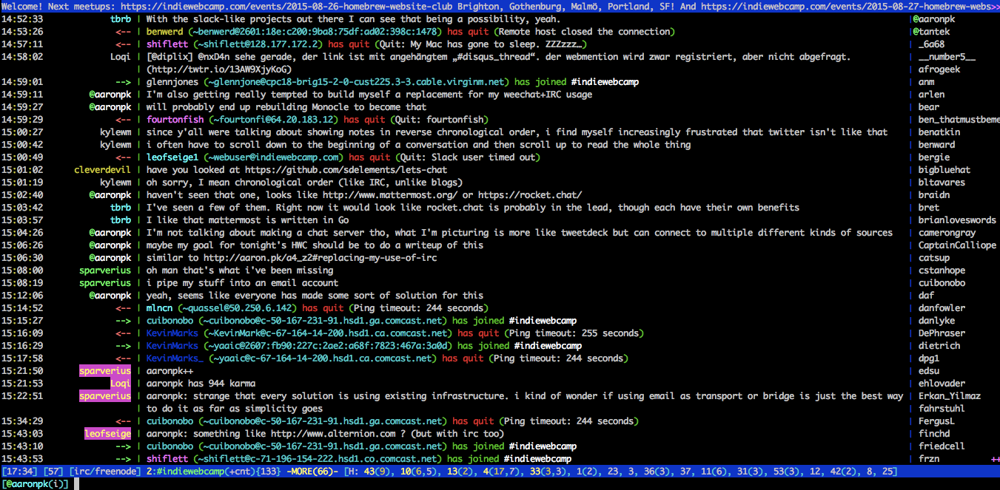 Welcome! Next meetups: https://indiewebcamp.com/events/2015-08-26-homebrew-website-club Brighton, Gothenburg, Malmö, Portland, SF! And https://indiewebcamp.com/events/2015-08-27-homebrew-webs>>
14:52:33 tbrb | With the slack-like projects out there I can see that being a possibility, yeah. |@aaronpk
14:53:26 <-- | benwerd (~benwerd@2601:18e:c200:9ba8:75df:ad02:398c:1478) has quit (Remote host closed the connection) |@tantek
14:57:11 <-- | shiflett (~shiflett@128.177.172.2) has quit (Quit: My Mac has gone to sleep. ZZZzzz…) | _6a68
14:58:02 Loqi | [@diplix] @nxD4n sehe gerade, der link ist mit angehängtem „#disqus_thread“. der webmention wird zwar registriert, aber nicht abgefragt. | __number5__
| (http://twtr.io/13AW9XjyKoG) | afrogeek
14:59:01 --> | glennjones (~glennjone@cpc18-brig15-2-0-cust225.3-3.cable.virginm.net) has joined #indiewebcamp | anm
14:59:11 @aaronpk | I'm also getting really tempted to build myself a replacement for my weechat+IRC usage | arlen
14:59:27 @aaronpk | will probably end up rebuilding Monocle to become that | bear
14:59:29 <-- | fourtonfish (~fourtonfi@64.20.183.12) has quit (Quit: fourtonfish) | ben_thatmustbeme
15:00:27 kylewm | since y'all were talking about showing notes in reverse chronological order, i find myself increasingly frustrated that twitter isn't like that | benatkin
15:00:42 kylewm | i often have to scroll down to the beginning of a conversation and then scroll up to read the whole thing | benward
15:00:49 <-- | leofseige1 (~webuser@indiewebcamp.com) has quit (Quit: Slack user timed out) | bergie
15:01:02 cleverdevil | have you looked at https://github.com/sdelements/lets-chat | bigbluehat
15:01:19 kylewm | oh sorry, I mean chronological order (like IRC, unlike blogs) | bltavares
15:02:40 @aaronpk | haven't seen that one, looks like http://www.mattermost.org/ or https://rocket.chat/ | braidn
15:03:42 tbrb | I've seen a few of them. Right now it would look like rocket.chat is probably in the lead, though each have their own benefits | bret
15:03:57 tbrb | I like that mattermost is written in Go | brianloveswords
15:04:26 @aaronpk | I'm not talking about making a chat server tho, what I'm picturing is more like tweetdeck but can connect to multiple different kinds of sources | camerongray
15:06:26 @aaronpk | maybe my goal for tonight's HWC should be to do a writeup of this | CaptainCalliope
15:06:30 @aaronpk | similar to http://aaron.pk/a4_z2#replacing-my-use-of-irc | catsup
15:08:00 sparverius | oh man that's what i've been missing | cstanhope
15:08:19 sparverius | i pipe my stuff into an email account | cuibonobo
15:12:06 @aaronpk | yeah, seems like everyone has made some sort of solution for this | daf
15:14:52 <-- | mlncn (~quassel@50.250.6.142) has quit (Ping timeout: 244 seconds) | danfowler
15:15:27 --> | cuibonobo (~cuibonobo@c-50-167-231-91.hsd1.ga.comcast.net) has joined #indiewebcamp | danlyke
15:16:09 <-- | KevinMarks (~KevinMark@c-67-164-14-200.hsd1.ca.comcast.net) has quit (Ping timeout: 255 seconds) | DePhraser
15:16:29 --> | KevinMarks (~yaaic@2607:fb90:227c:2ae2:a68f:7823:467a:3a0d) has joined #indiewebcamp | dietrich
15:17:58 <-- | KevinMarks_ (~yaaic@c-67-164-14-200.hsd1.ca.comcast.net) has quit (Ping timeout: 244 seconds) | dpg1
15:21:50 sparverius | aaronpk++ | edsu
15:21:53 Loqi | aaronpk has 944 karma | ehlovader
15:22:51 sparverius | aaronpk: strange that every solution is using existing infrastructure. i kind of wonder if using email as transport or bridge is just the best way | Erkan_Yilmaz
| to do it as far as simplicity goes | fahrstuhl
15:34:29 <-- | cuibonobo (~cuibonobo@c-50-167-231-91.hsd1.ga.comcast.net) has quit (Ping timeout: 244 seconds) | FergusL
15:43:03 leofseige | aaronpk: something like http://www.alternion.com ? (but with irc too) | finchd
15:43:10 --> | cuibonobo (~cuibonobo@c-50-167-231-91.hsd1.ga.comcast.net) has joined #indiewebcamp | friedcell
15:43:53 --> | shiflett (~shiflett@c-71-196-154-222.hsd1.co.comcast.net) has joined #indiewebcamp | frzn ++
[17:34] [57] [irc/freenode] 2:#indiewebcamp(+cnt){133} -MORE(66)- [H: 43(9), 10(6,5), 13(2), 4(17,7), 33(3,3), 1(2), 23, 3, 36(3), 37, 11(6), 31(3), 53(3), 12, 42(2), 8, 25]
[@aaronpk(i)]